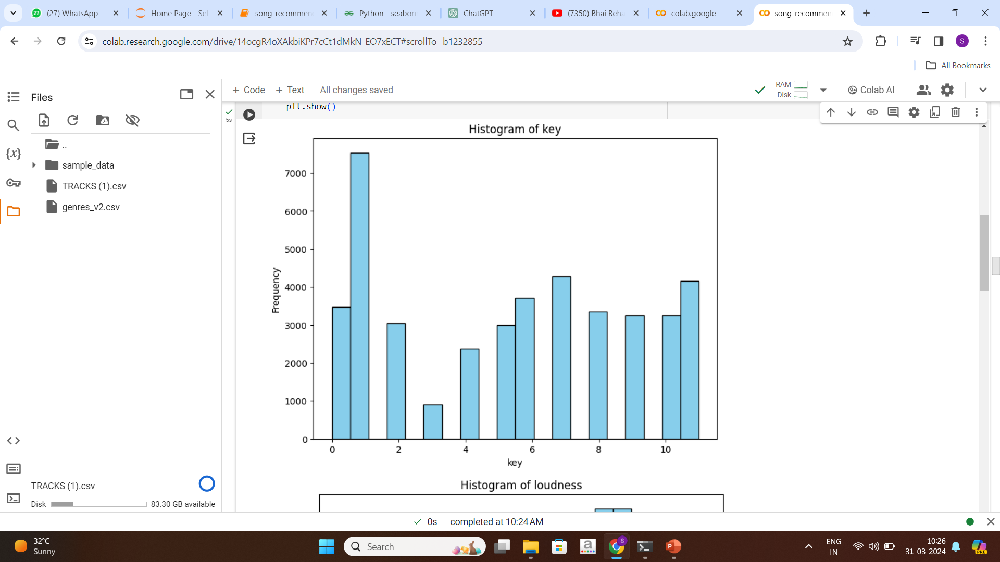 27
(27) WhatsApp
Home Page - Sel
song-recommen
Python - seaborn
ChatGPT
(7350) Bhai Beha
colab.google
song-recommen
colab.research.google.com/drive/14ocgR4oXAkbiKPr7cCt1dMkN_EO7xECT#scrollTo=b1232855
S
All Bookmarks
Files
+ Code
+ Text
All changes saved
RAM
Disk
Colab AI
..
sample_data
TRACKS (1).csv
genres_v2.csv
{x}
5s
plt.show()
Histogram of key
7000
6000
5000
4000
3000
2000
1000
0
Frequency
0 2 4 6 8 10
key
Histogram of loudness
TRACKS (1).csv
Disk
83.30 GB available
0s completed at 10:24 AM
32°C
Sunny
Search
a
S
P
ENG
IN
10:26
31-03-2024
PRE